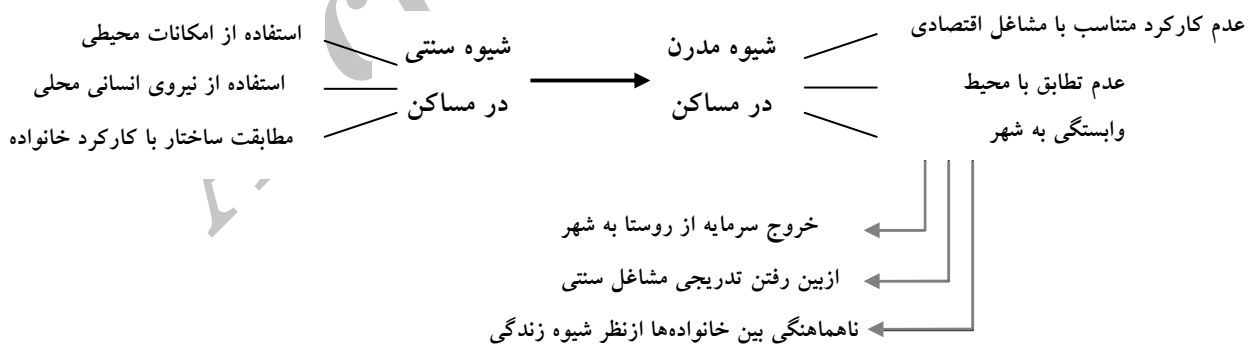 عدم کارکرد متناسب با مشاغل اقتصادی
عدم تطابق با محیط
وابستگی به شهر
شیوه مدرن
در مساکن
شیوه سنتی
در مساکن
استفاده از امکانات محیطی
استفاده از نیروی انسانی محلی
مطابقت ساختار با کارکرد خانواده
خروج سرمایه از روستا به شهر
ازبین رفتن تدریجی مشاغل سنتی
ناهماهنگی بین خانواده‌ها ازنظر شیوه زندگی